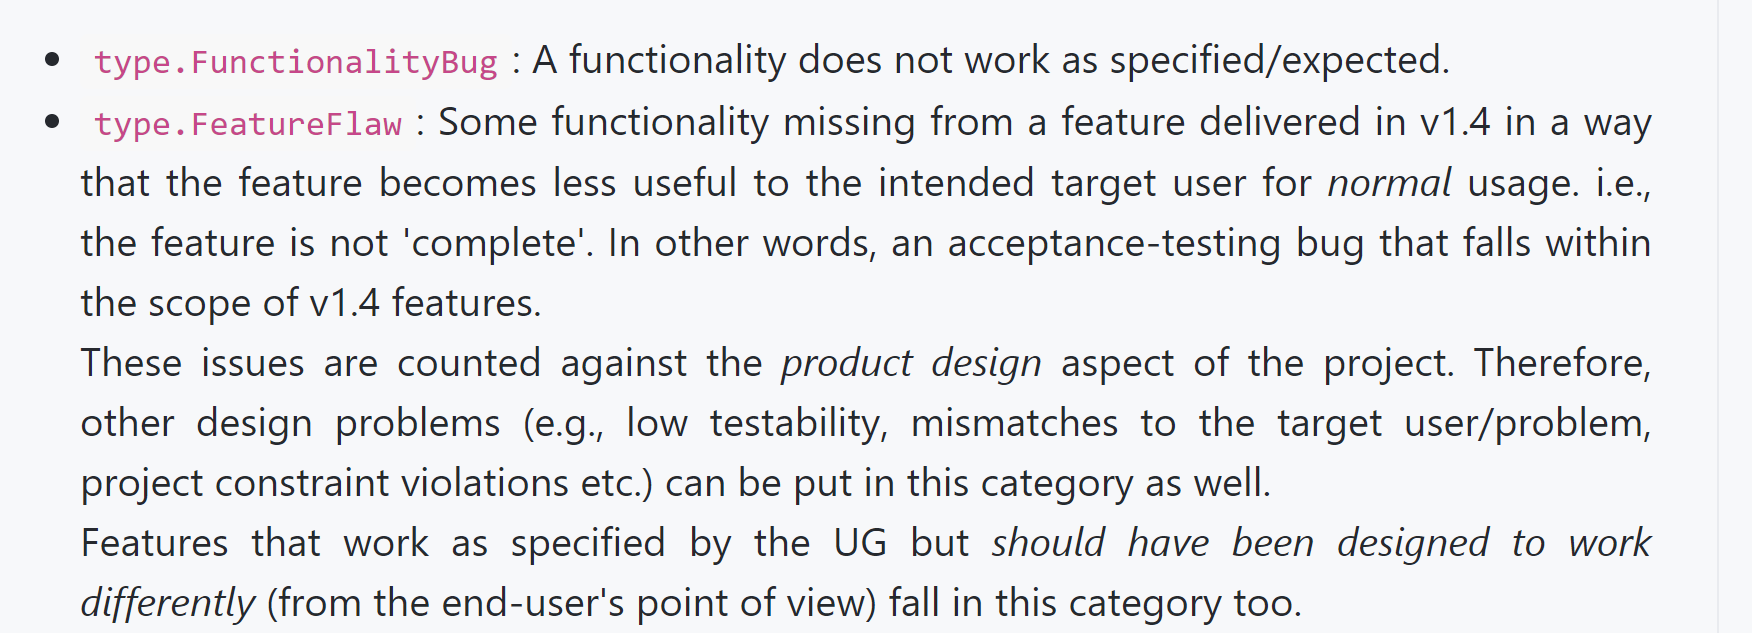 • type.FunctionalityBug : A functionality does not work as specified/expected.
• type.FeatureFlaw : Some functionality missing from a feature delivered in v1.4 in a way
that the feature becomes less useful to the intended target user for normal usage. i.e.,
the feature is not 'complete'. In other words, an acceptance-testing bug that falls within
the scope of v1.4 features.
These issues are counted against the product design aspect of the project. Therefore,
other design problems (e.g., low testability, mismatches to the target user/problem,
project constraint violations etc.) can be put in this category as well.
Features that work as specified by the UG but should have been designed to work
differently (from the end-user's point of view) fall in this category too.